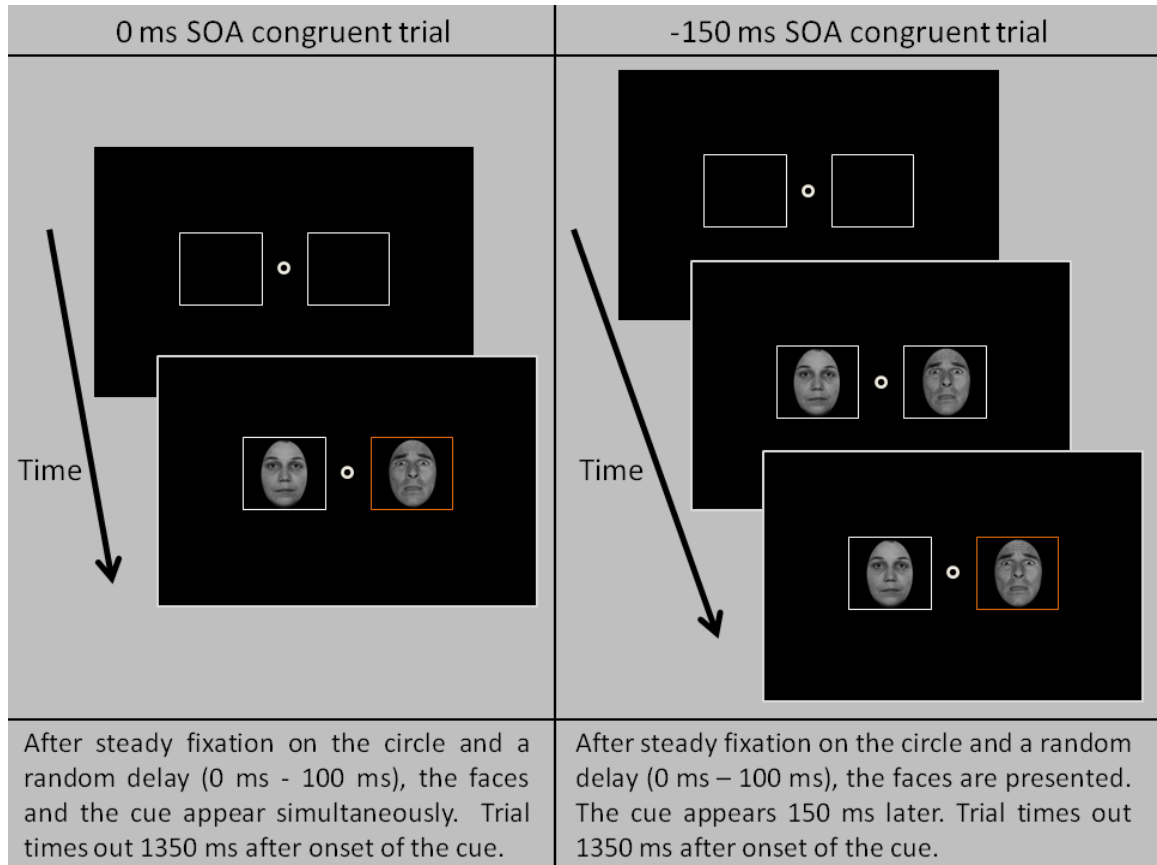 0 ms SOA congruent trial
-150 ms SOA congruent trial
Time
Time
After steady fixation on the circle and a
random delay (0 ms - 100 ms), the faces
and the cue appear simultaneously. Trial
times out 1350 ms after onset of the cue.
After steady fixation on the circle and a random
delay (0 ms – 100 ms), the faces are presented.
The cue appears 150 ms later. Trial times out
1350 ms after onset of the cue.